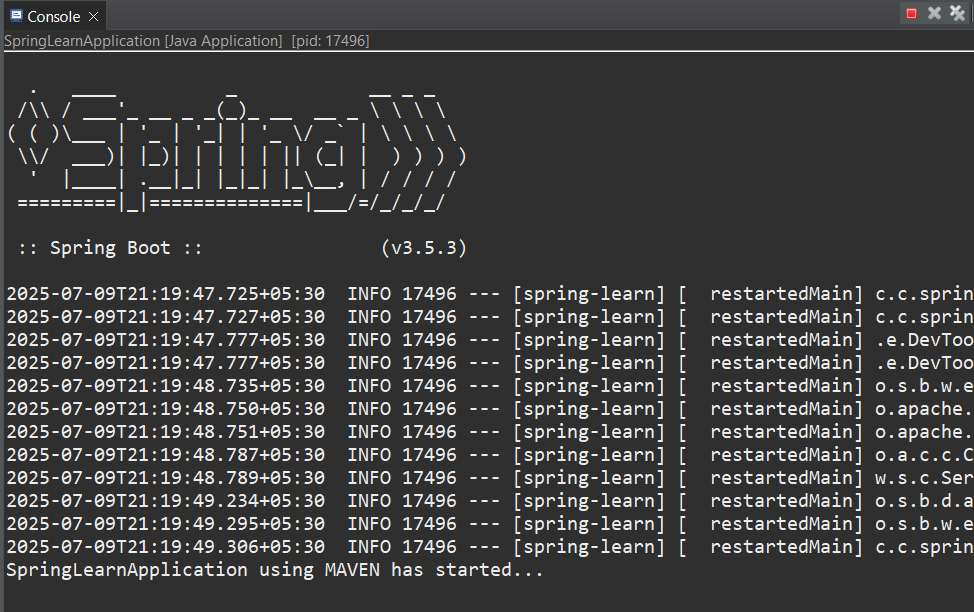 Console
SpringLearnApplication [Java Application] [pid: 17496]
  .   ____          _            __ _ _
 /\\ / ___'_ __ _ _(_)_ __  __ _ \ \ \ \
( ( )\___ | '_ | '_| | '_ \/ _` | \ \ \ \
 \\/  ___)| |_)| | | | | || (_| |  ) ) ) )
  '  |____| .__|_| |_|_| |_\__, | / / / /
 =========|_|==============|___/=/_/_/_/
 :: Spring Boot ::                (v3.5.3)
2025-07-09T21:19:47.725+05:30  INFO 17496 --- [spring-learn] [  restartedMain] c.c.sprin
2025-07-09T21:19:47.727+05:30  INFO 17496 --- [spring-learn] [  restartedMain] c.c.sprin
2025-07-09T21:19:47.777+05:30  INFO 17496 --- [spring-learn] [  restartedMain] .e.DevToo
2025-07-09T21:19:47.777+05:30  INFO 17496 --- [spring-learn] [  restartedMain] .e.DevToo
2025-07-09T21:19:48.735+05:30  INFO 17496 --- [spring-learn] [  restartedMain] o.s.b.w.e
2025-07-09T21:19:48.750+05:30  INFO 17496 --- [spring-learn] [  restartedMain] o.apache.
2025-07-09T21:19:48.751+05:30  INFO 17496 --- [spring-learn] [  restartedMain] o.apache.
2025-07-09T21:19:48.787+05:30  INFO 17496 --- [spring-learn] [  restartedMain] o.a.c.c.C
2025-07-09T21:19:48.789+05:30  INFO 17496 --- [spring-learn] [  restartedMain] w.s.c.Ser
2025-07-09T21:19:49.234+05:30  INFO 17496 --- [spring-learn] [  restartedMain] o.s.b.d.a
2025-07-09T21:19:49.295+05:30  INFO 17496 --- [spring-learn] [  restartedMain] o.s.b.w.e
2025-07-09T21:19:49.306+05:30  INFO 17496 --- [spring-learn] [  restartedMain] c.c.sprin
SpringLearnApplication using MAVEN has started...